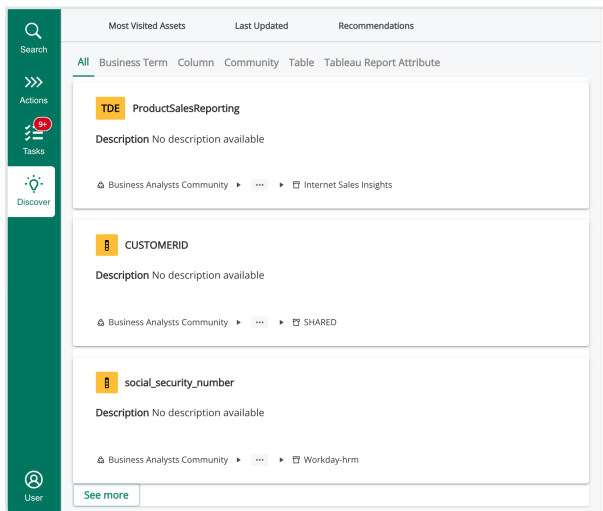 Search
Actions
9+
Tasks
Discover
User
Most Visited Assets Last Updated Recommendations
All Business Term Column Community Table Tableau Report Attribute
TDE ProductSalesReporting
Description No description available
Business Analysts Community ... Internet Sales Insights
CUSTOMERID
Description No description available
Business Analysts Community ... SHARED
social_security_number
Description No description available
Business Analysts Community ... Workday-hrm
See more